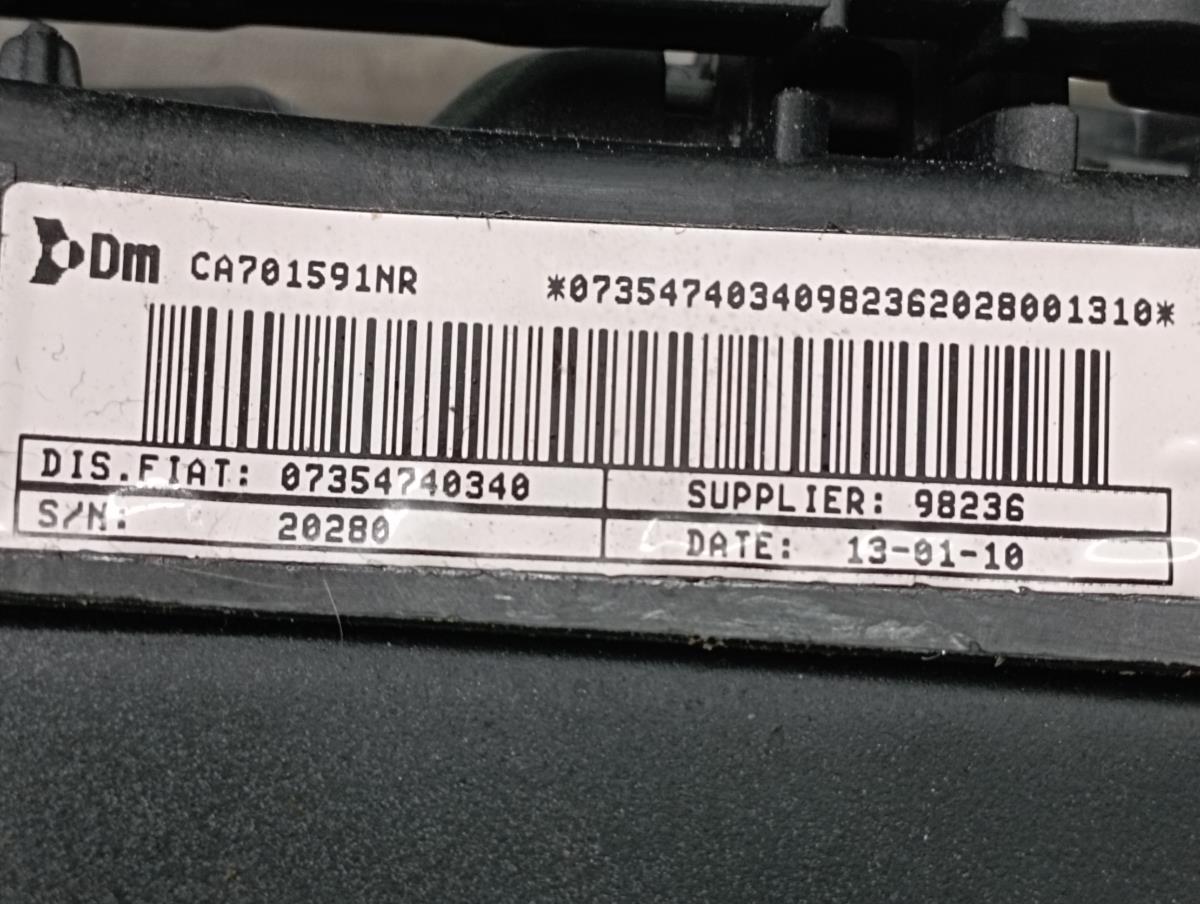 Dm CA701591NR *07354740340982362028001310*
DIS.FIAT: 07354740340 SUPPLIER: 98236
S/N: 20280 DATE: 13-01-10